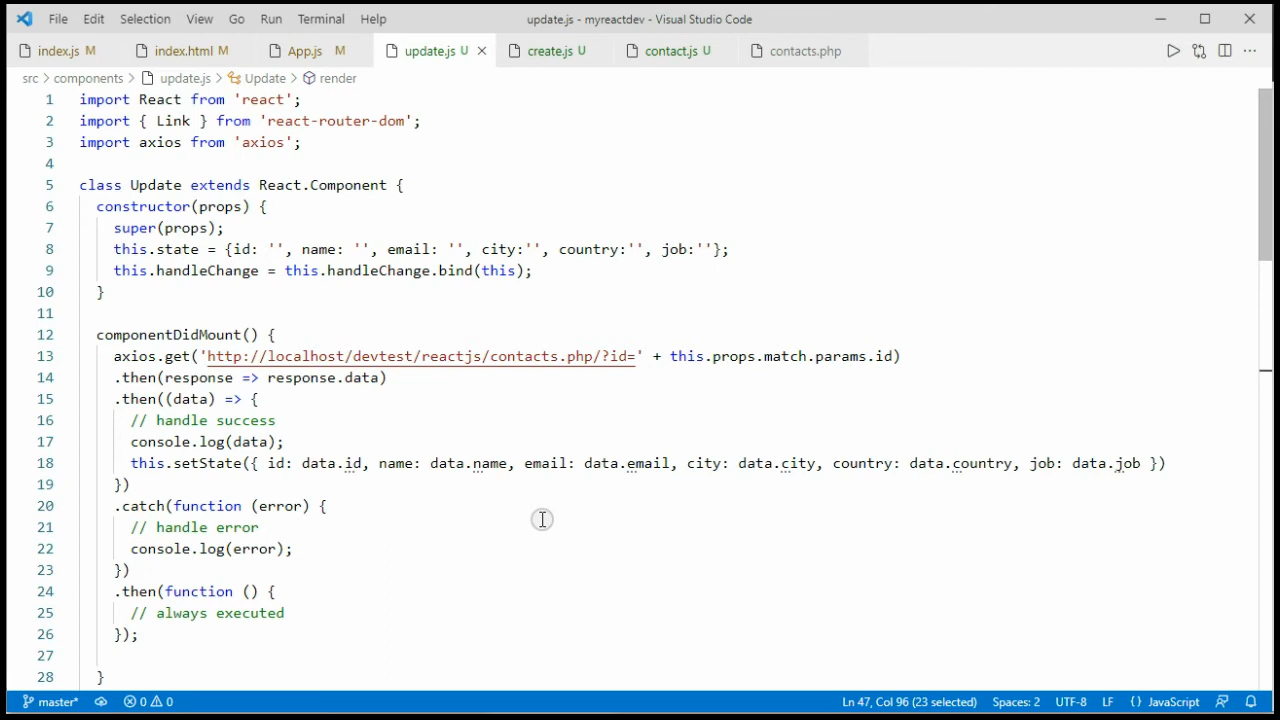 File Edit Selection View Go Run Terminal Help update.js - myreactdev - Visual Studio Code
index.js M index.html M App.js M update.js U create.js U contact.js U contacts.php
src > components > update.js > Update > render
1 import React from 'react';
2 import { Link } from 'react-router-dom';
3 import axios from 'axios';
4
5 class Update extends React.Component {
6 constructor(props) {
7 super(props);
8 this.state = {id: '', name: '', email: '', city:'', country:'', job:''};
9 this.handleChange = this.handleChange.bind(this);
10 }
11
12 componentDidMount() {
13 axios.get('http://localhost/devtest/reactjs/contacts.php/?id=' + this.props.match.params.id)
14 .then(response => response.data)
15 .then((data) => {
16 // handle success
17 console.log(data);
18 this.setState({ id: data.id, name: data.name, email: data.email, city: data.city, country: data.country, job: data.job })
19 })
20 .catch(function (error) {
21 // handle error
22 console.log(error);
23 })
24 .then(function () {
25 // always executed
26 });
27
28 }
master* 0 0 Ln 47, Col 96 (23 selected) Spaces: 2 UTF-8 LF {} JavaScript